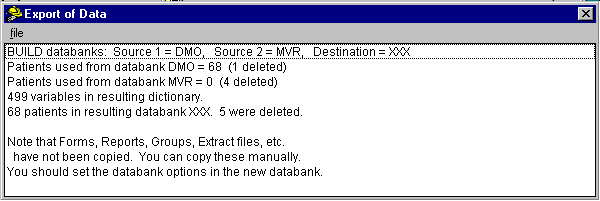 Export of Data
file
BUILD databanks:  Source 1 = DMO,   Source 2 = MVR,   Destination = XXX
Patients used from databank DMO = 68  (1 deleted)
Patients used from databank MVR = 0  (4 deleted)
499 variables in resulting dictionary.
68 patients in resulting databank XXX.  5 were deleted.
Note that Forms, Reports, Groups, Extract files, etc.
have not been copied.  You can copy these manually.
You should set the databank options in the new databank.